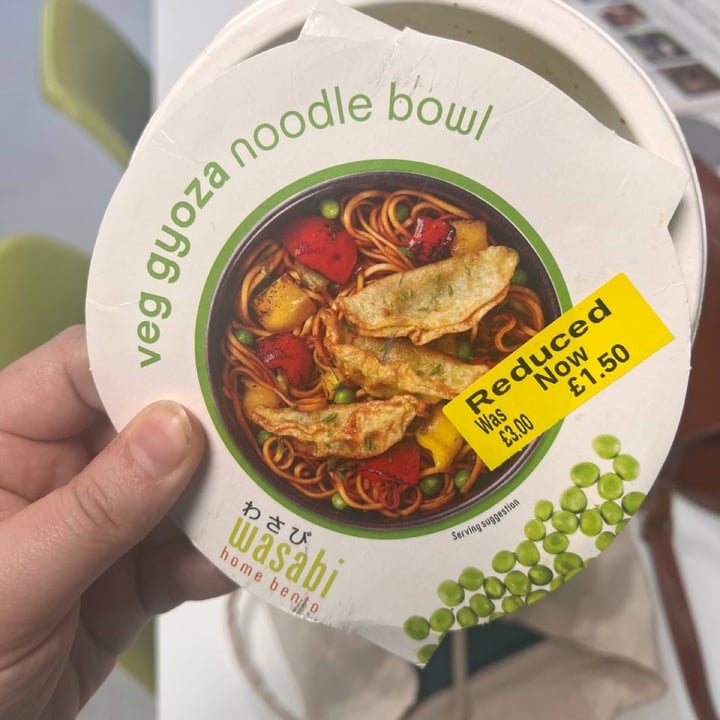 veg gyoza noodle bowl
Reduced
Was Now
£3.00 £1.50
Serving suggestion
わさび
wasabi
home bento